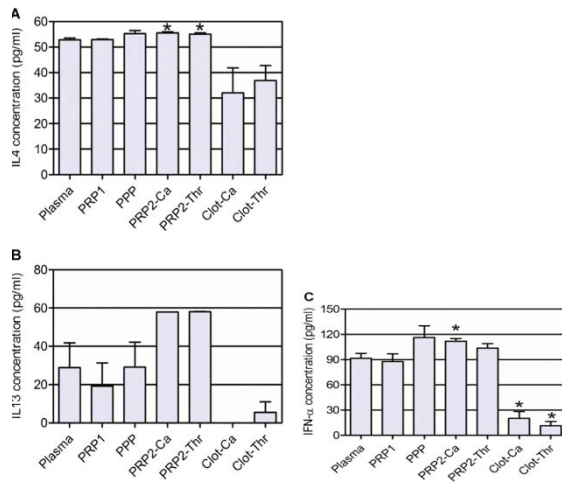 A
IL4 concentration (pg/ml)
60
50
40
30
20
10
0
* *
Plasma PRP1 PPP PRP2-Ca PRP2-Thr Clot-Ca Clot-Thr
B
IL13 concentration (pg/ml)
80
60
40
20
0
Plasma PRP1 PPP PRP2-Ca PRP2-Thr Clot-Ca Clot-Thr
C
IFN-α concentration (pg/ml)
150
120
90
60
30
0
* * *
Plasma PRP1 PPP PRP2-Ca PRP2-Thr Clot-Ca Clot-Thr